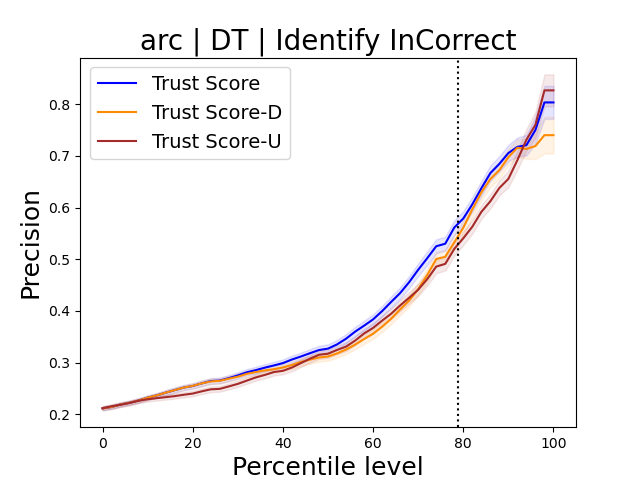 arc | DT | Identify InCorrect
Trust Score
Trust Score-D
Trust Score-U
Precision
0.8
0.7
0.6
0.5
0.4
0.3
0.2
0 20 40 60 80 100
Percentile level